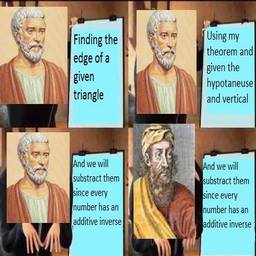 Finding the
edge of a
given
triangle
Using my
theorem and
given the
hypotaneuse
and vertical
And we will
substract them
since every
number has an
additive inverse
And we will
substract them
since every
number has an
additive inverse